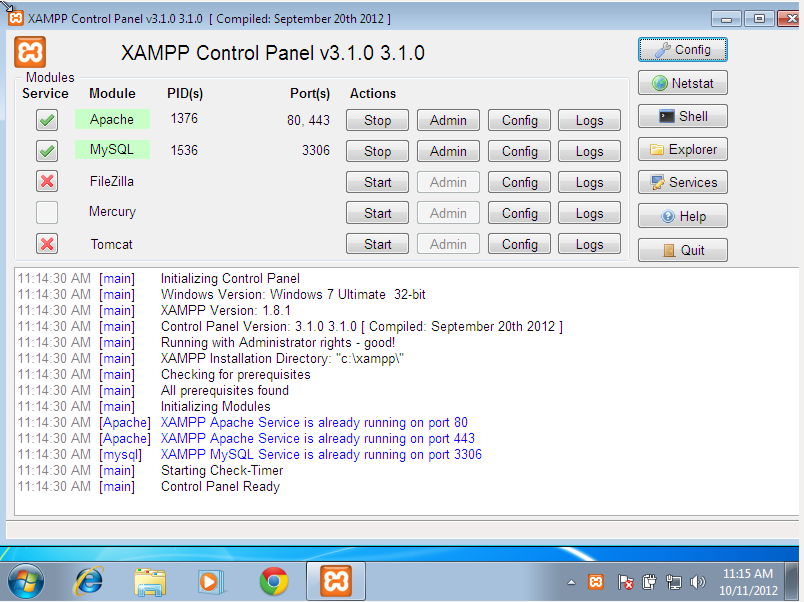 XAMPP Control Panel v3.1.0 3.1.0 [ Compiled: September 20th 2012 ]
XAMPP Control Panel v3.1.0 3.1.0
Config
Modules
Service Module PID(s) Port(s) Actions
Netstat
Apache 1376 80, 443 Stop Admin Config Logs
Shell
MySQL 1536 3306 Stop Admin Config Logs
Explorer
FileZilla Start Admin Config Logs
Services
Mercury Start Admin Config Logs
Help
Tomcat Start Admin Config Logs
Quit
11:14:30 AM [main] Initializing Control Panel
11:14:30 AM [main] Windows Version: Windows 7 Ultimate 32-bit
11:14:30 AM [main] XAMPP Version: 1.8.1
11:14:30 AM [main] Control Panel Version: 3.1.0 3.1.0 [ Compiled: September 20th 2012 ]
11:14:30 AM [main] Running with Administrator rights - good!
11:14:30 AM [main] XAMPP Installation Directory: "c:\xampp\"
11:14:30 AM [main] Checking for prerequisites
11:14:30 AM [main] All prerequisites found
11:14:30 AM [main] Initializing Modules
11:14:30 AM [Apache] XAMPP Apache Service is already running on port 80
11:14:30 AM [Apache] XAMPP Apache Service is already running on port 443
11:14:30 AM [mysql] XAMPP MySQL Service is already running on port 3306
11:14:30 AM [main] Starting Check-Timer
11:14:30 AM [main] Control Panel Ready
11:15 AM
10/11/2012